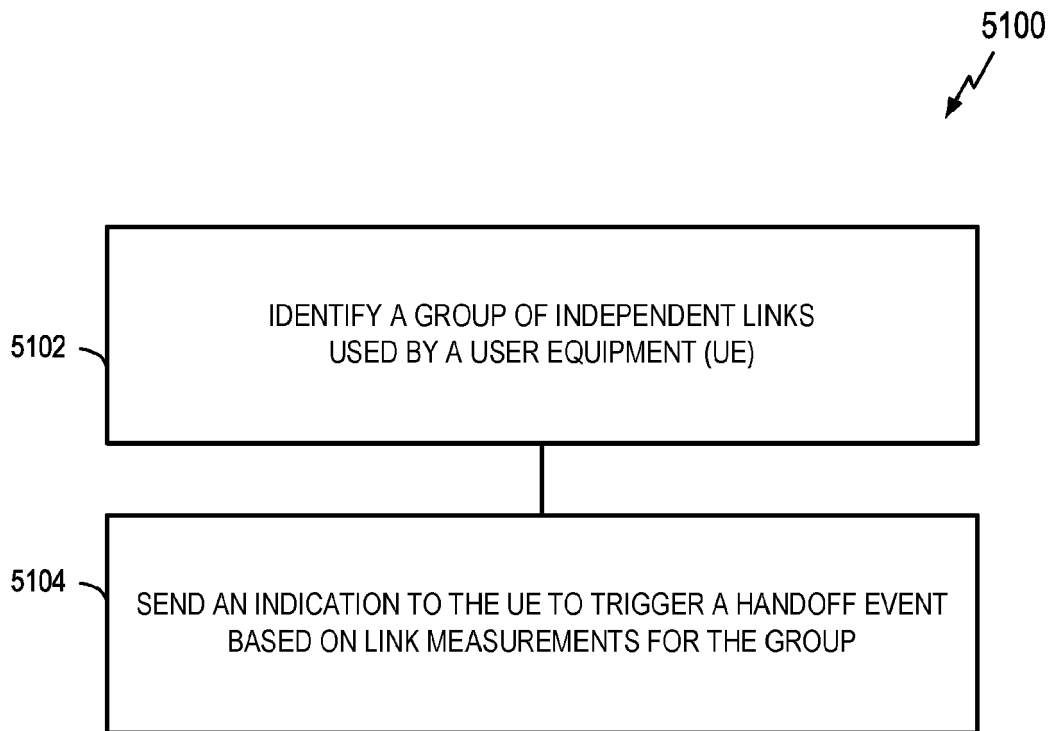 5100
5102
IDENTIFY A GROUP OF INDEPENDENT LINKS
USED BY A USER EQUIPMENT (UE)
5104
SEND AN INDICATION TO THE UE TO TRIGGER A HANDOFF EVENT
BASED ON LINK MEASUREMENTS FOR THE GROUP